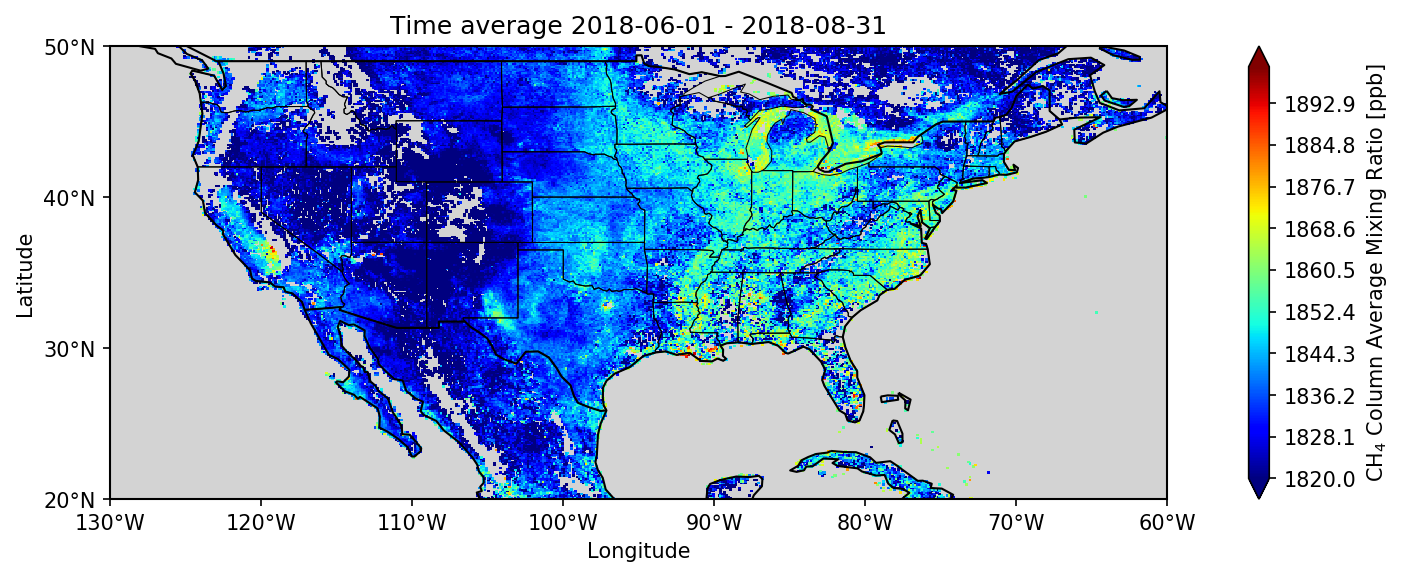 Time average 2018-06-01 - 2018-08-31
50°N
40°N
30°N
20°N
Latitude
130°W
120°W
110°W
100°W
90°W
80°W
70°W
60°W
Longitude
1892.9
1884.8
1876.7
1868.6
1860.5
1852.4
1844.3
1836.2
1828.1
1820.0
CH₄ Column Average Mixing Ratio [ppb]